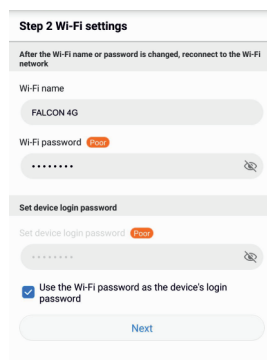 Step 2 Wi-Fi settings
After the Wi-Fi name or password is changed, reconnect to the Wi-Fi
network
Wi-Fi name
FALCON 4G
Wi-Fi password Poor
••••••••
Set device login password
Set device login password Poor
••••••••
Use the Wi-Fi password as the device's login
password
Next